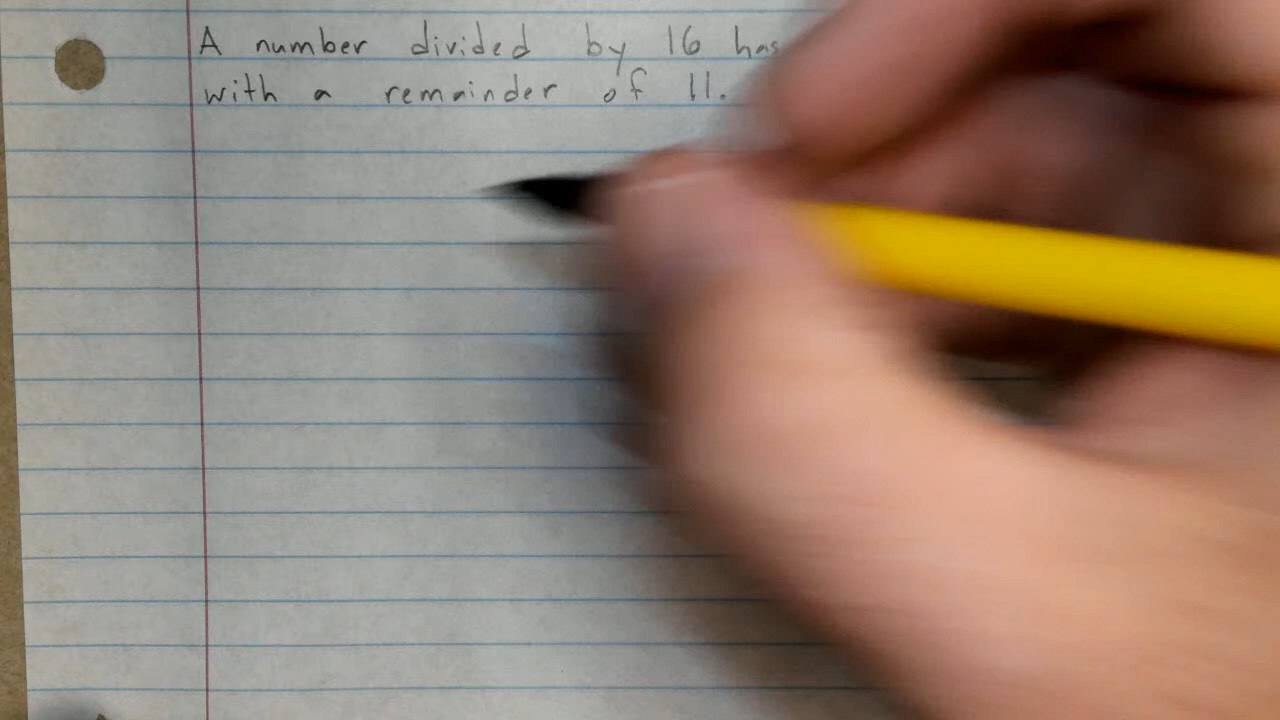 A number divided by 16 has
with a remainder of 11.